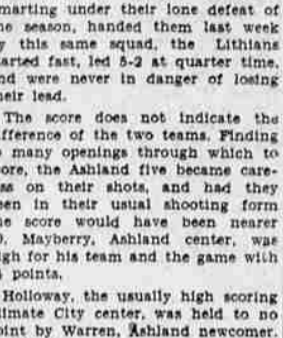 marting under their lone defeat of
season, handed them last week
this same squad, the Lithians
tarted fast, led 5-2 at quarter time,
nd were never in danger of losing
heir lead.
The score does not indicate the
ifference of the two teams. Finding
many openings through which to
ore, the Ashland five became care-
ss on their shots, and had they
een in their usual shooting form
he score would have been nearer
Mayberry, Ashland center, was
igh for his team and the game with
points.
Holloway, the usually high scoring
limate City center, was held to no
oint by Warren, Ashland newcomer.